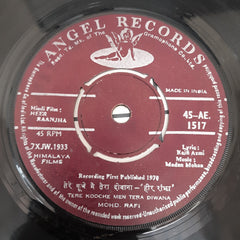 ANGEL RECORDS
Regd. Td. Mk. of The Gramophone Co. Ltd.
MADE IN INDIA
Hindi Film:
HEER
RAANJHA
45 RPM
7XJW.1933
HIMALAYA
FILMS
45-AE.
1517
Lyric:
Kaifi Azmi
Music:
Madan Mohan
Recording First Published 1970
तेरे कूचे में तेरा दीवाना - 'हीर रांझा'
TERE KOOCHE MEN TERA DIWANA
MOHD. RAFI